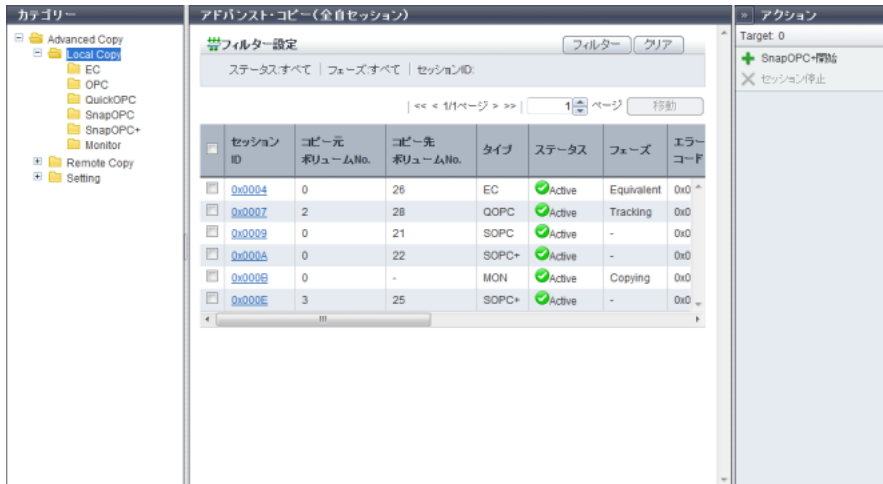 カテゴリー
Advanced Copy
Local Copy
EC
OPC
QuickOPC
SnapOPC
SnapOPC+
Monitor
Remote Copy
Setting
アドバンスト・コピー(全自セッション)
フィルター設定
フィルター
クリア
ステータス:すべて | フェーズ:すべて | セッションID:
| << < 1/1ページ > >> | 1 ページ 移動
セッション ID
コピー元 ボリュームNo.
コピー先 ボリュームNo.
タイプ
ステータス
フェーズ
エラー コード
0x0004 0 26 EC Active Equivalent 0x0
0x0007 2 28 QOPC Active Tracking 0x0
0x0009 0 21 SOPC Active - 0x0
0x000A 0 22 SOPC+ Active - 0x0
0x000B 0 - MON Active Copying 0x0
0x000E 3 25 SOPC+ Active - 0x0
» アクション
Target: 0
SnapOPC+開始
セッション停止